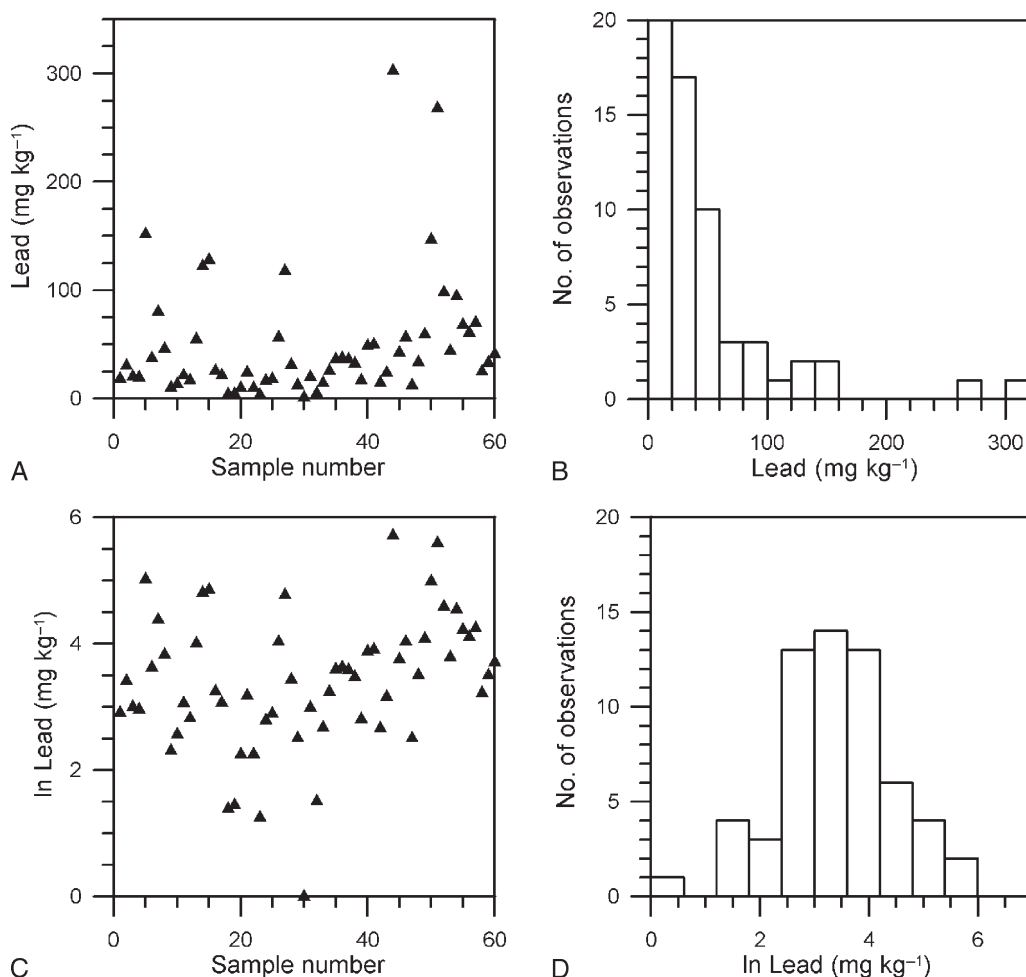 300
200
100
0
Lead (mg kg⁻¹)
0 20 40 60
Sample number
A
20
15
10
5
0
No. of observations
0 100 200 300
Lead (mg kg⁻¹)
B
6
4
2
0
ln Lead (mg kg⁻¹)
0 20 40 60
Sample number
C
20
15
10
5
0
No. of observations
0 2 4 6
ln Lead (mg kg⁻¹)
D